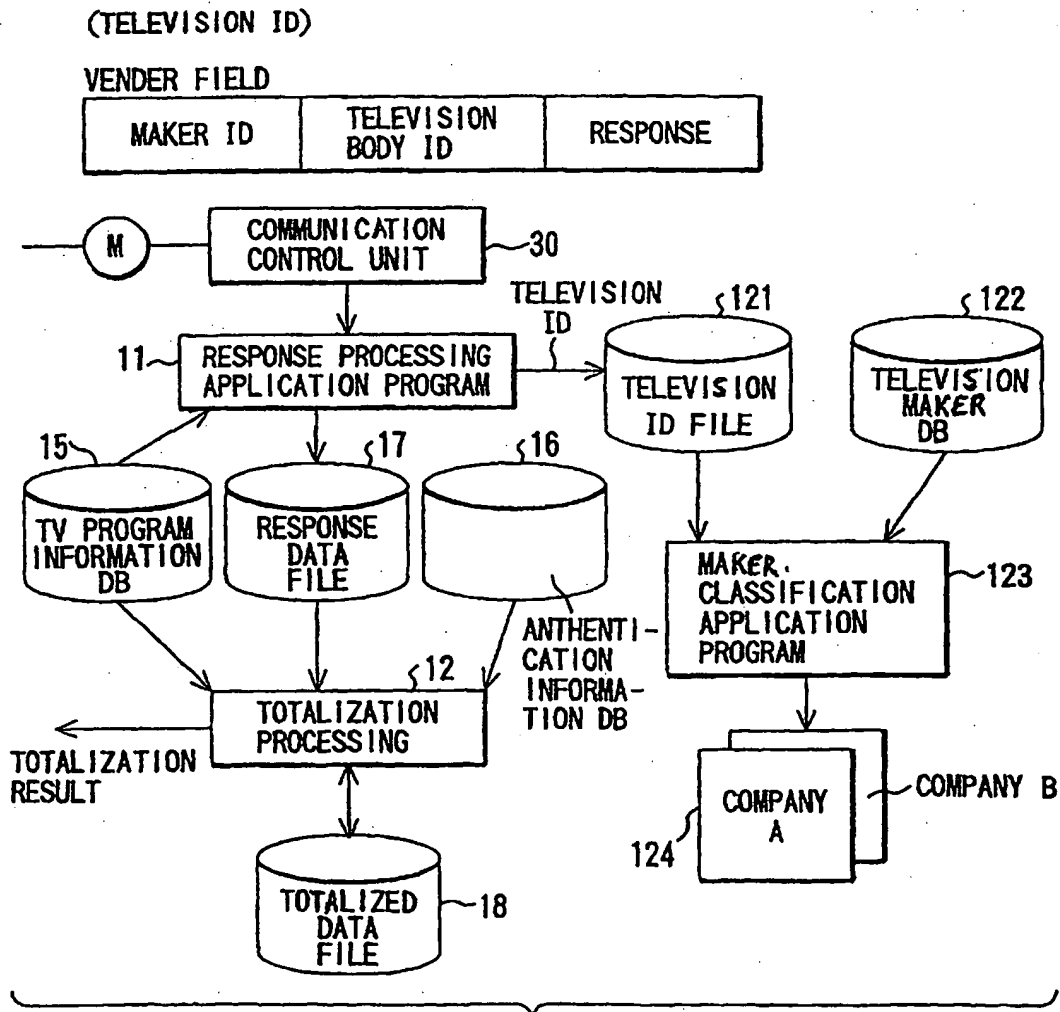 (TELEVISION ID)
VENDER FIELD
MAKER ID
TELEVISION
BODY ID
RESPONSE
M
COMMUNICATION
CONTROL UNIT
30
TELEVISION
ID
121
122
11
RESPONSE PROCESSING
APPLICATION PROGRAM
TELEVISION
ID FILE
TELEVISION
MAKER
DB
15
17
16
TV PROGRAM
INFORMATION
DB
RESPONSE
DATA
FILE
MAKER.
CLASSIFICATION
APPLICATION
PROGRAM
123
ANTHENTI-
CATION
INFORMA-
TION DB
12
TOTALIZATION
PROCESSING
TOTALIZATION
RESULT
COMPANY
A
COMPANY B
124
TOTALIZED
DATA
FILE
18